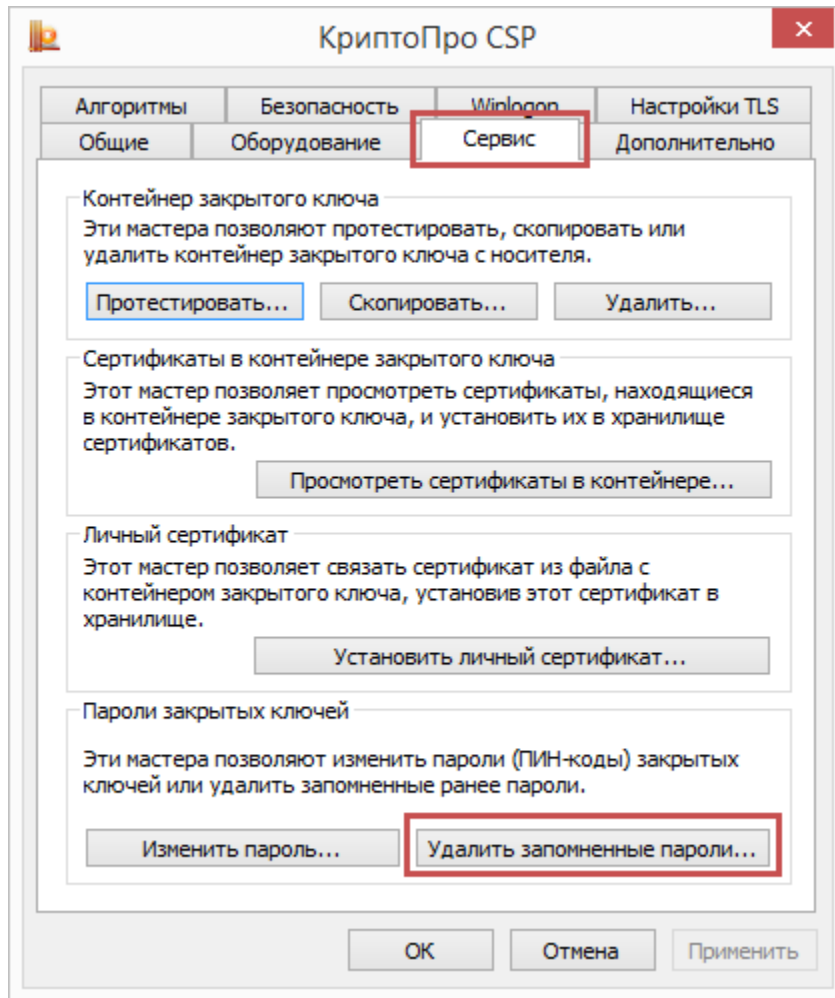 КриптоПро CSP
Алгоритмы
Безопасность
Winlogon
Настройки TLS
Общие
Оборудование
Сервис
Дополнительно
Контейнер закрытого ключа
Эти мастера позволяют протестировать, скопировать или
удалить контейнер закрытого ключа с носителя.
Протестировать...
Скопировать...
Удалить...
Сертификаты в контейнере закрытого ключа
Этот мастер позволяет просмотреть сертификаты, находящиеся
в контейнере закрытого ключа, и установить их в хранилище
сертификатов.
Просмотреть сертификаты в контейнере...
Личный сертификат
Этот мастер позволяет связать сертификат из файла с
контейнером закрытого ключа, установив этот сертификат в
хранилище.
Установить личный сертификат...
Пароли закрытых ключей
Эти мастера позволяют изменить пароли (ПИН-коды) закрытых
ключей или удалить запомненные ранее пароли.
Изменить пароль...
Удалить запомненные пароли...
ОК
Отмена
Применить